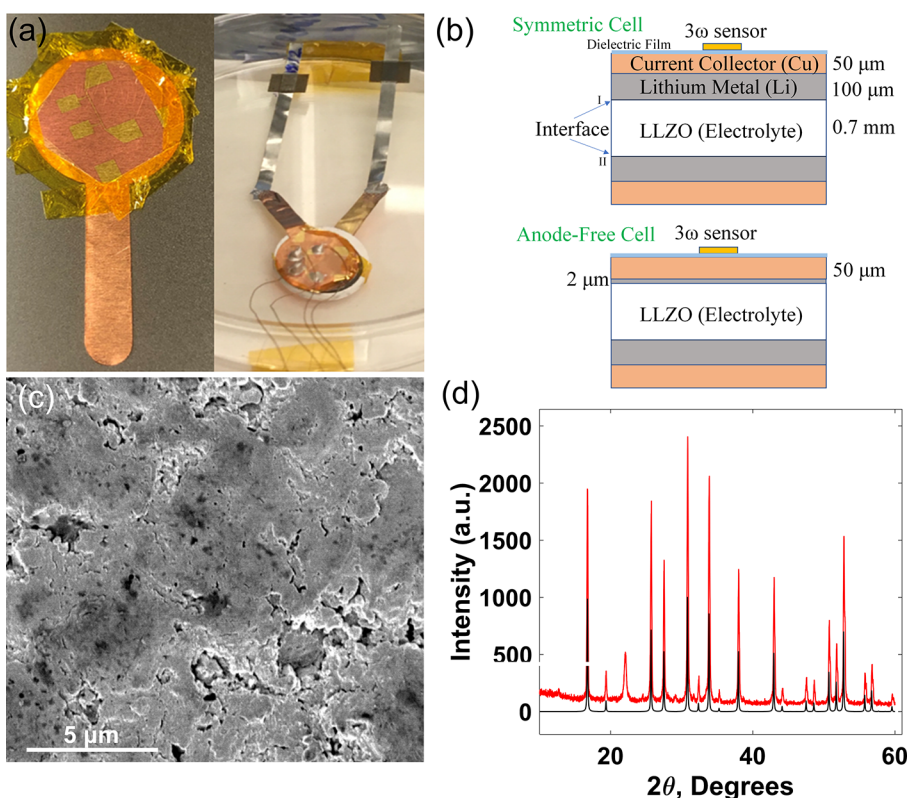 (a)
(b)
Symmetric Cell
3ω sensor
Dielectric Film
Current Collector (Cu)
50 μm
Lithium Metal (Li)
100 μm
I
Interface
LLZO (Electrolyte)
0.7 mm
II
Anode-Free Cell
3ω sensor
50 μm
2 μm
LLZO (Electrolyte)
(c)
5 μm
(d)
2500
2000
1500
1000
500
0
Intensity (a.u.)
20
40
60
2θ, Degrees